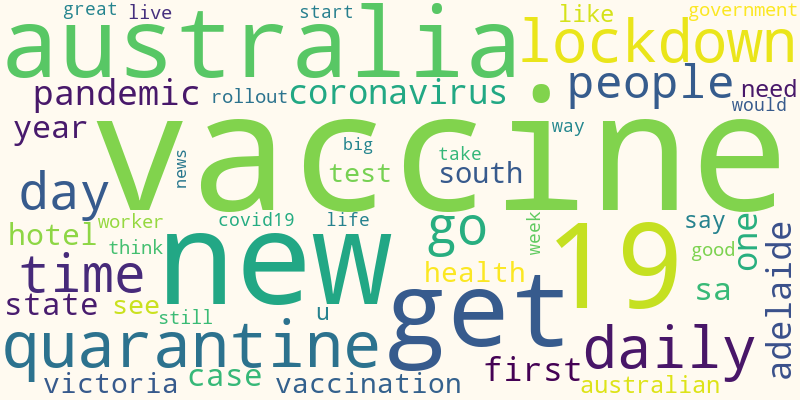 great live start like government
australia lockdown
pandemic rollout coronavirus people need
would
year vaccine way
big
news test take
day south
hotel worker covid19 life go week say one adelaide
think new 19 good
time health sa
state see get
still u
quarantine daily
first
victoria case vaccination australian